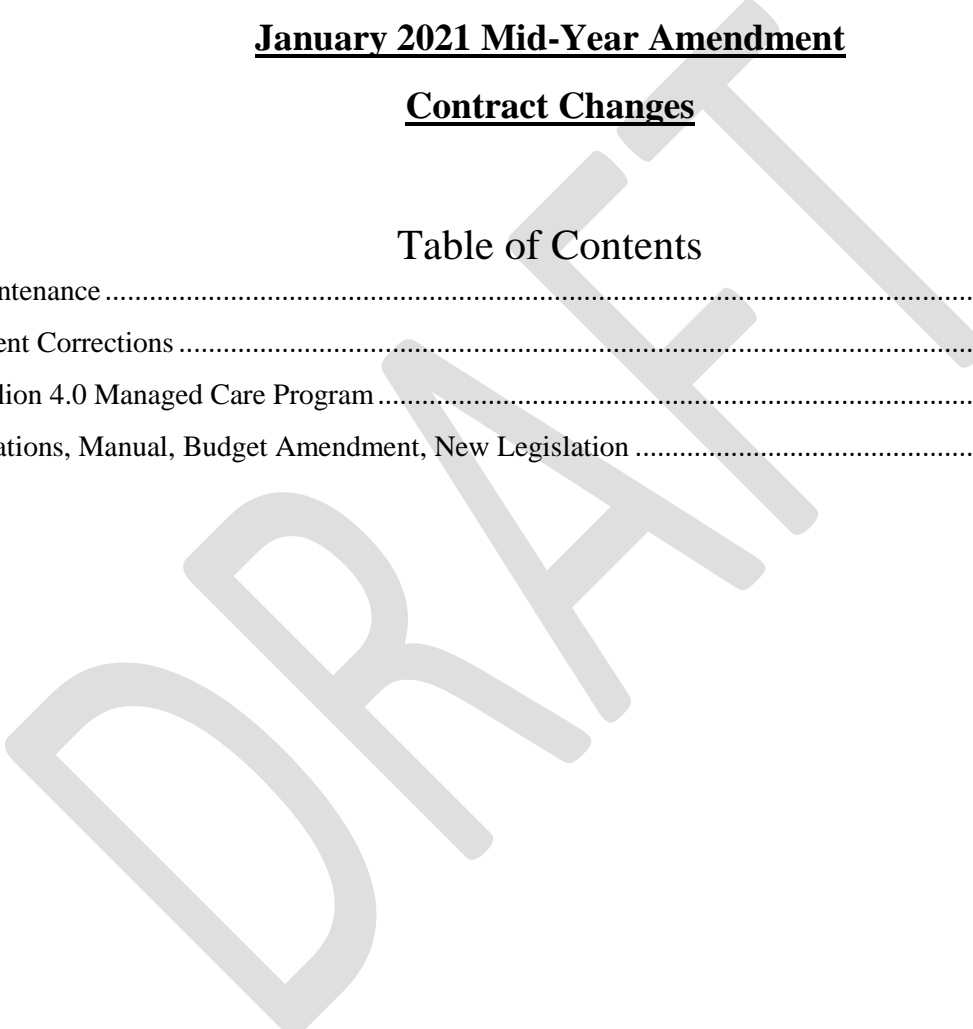 January 2021 Mid-Year Amendment
Contract Changes
Table of Contents
ntenance
ent Corrections
lion 4.0 Managed Care Program
ations, Manual, Budget Amendment, New Legislation
DRAFT